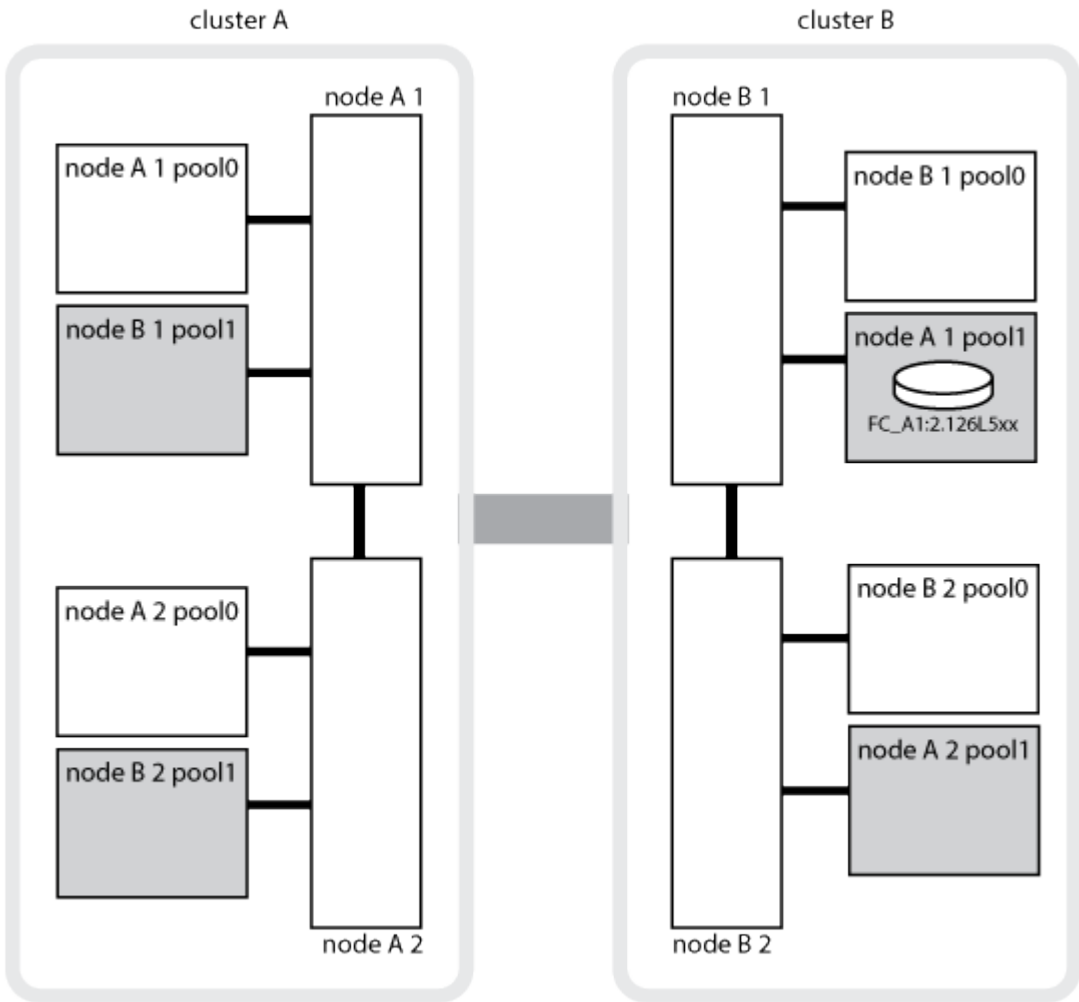 cluster A
cluster B
node A 1
node B 1
node A 1 pool0
node B 1 pool0
node B 1 pool1
node A 1 pool1
FC_A1:2.126L5xx
node A 2 pool0
node B 2 pool0
node B 2 pool1
node A 2 pool1
node A 2
node B 2